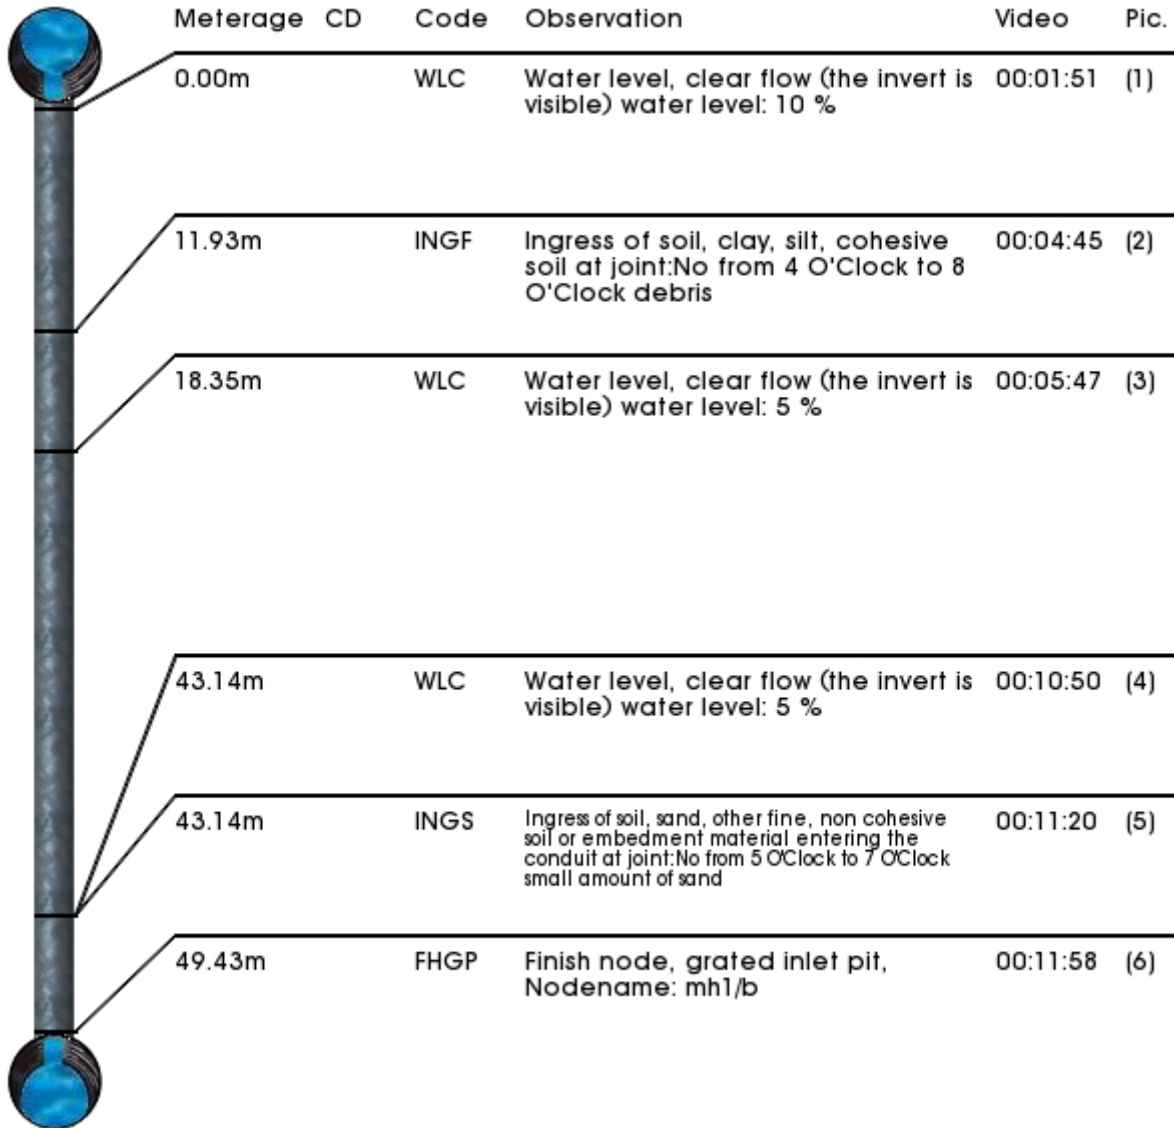 Meterage CD Code Observation Video Pic.
0.00m WLC Water level, clear flow (the invert is 00:01:51 (1)
visible) water level: 10 %
11.93m INGF Ingress of soil, clay, silt, cohesive 00:04:45 (2)
soil at joint:No from 4 O'Clock to 8
O'Clock debris
18.35m WLC Water level, clear flow (the invert is 00:05:47 (3)
visible) water level: 5 %
43.14m WLC Water level, clear flow (the invert is 00:10:50 (4)
visible) water level: 5 %
43.14m INGS Ingress of soil, sand, other fine, non cohesive 00:11:20 (5)
soil or embedment material entering the
conduit at joint:No from 5 O'Clock to 7 O'Clock
small amount of sand
49.43m FHGP Finish node, grated inlet pit, 00:11:58 (6)
Nodename: mh1/b